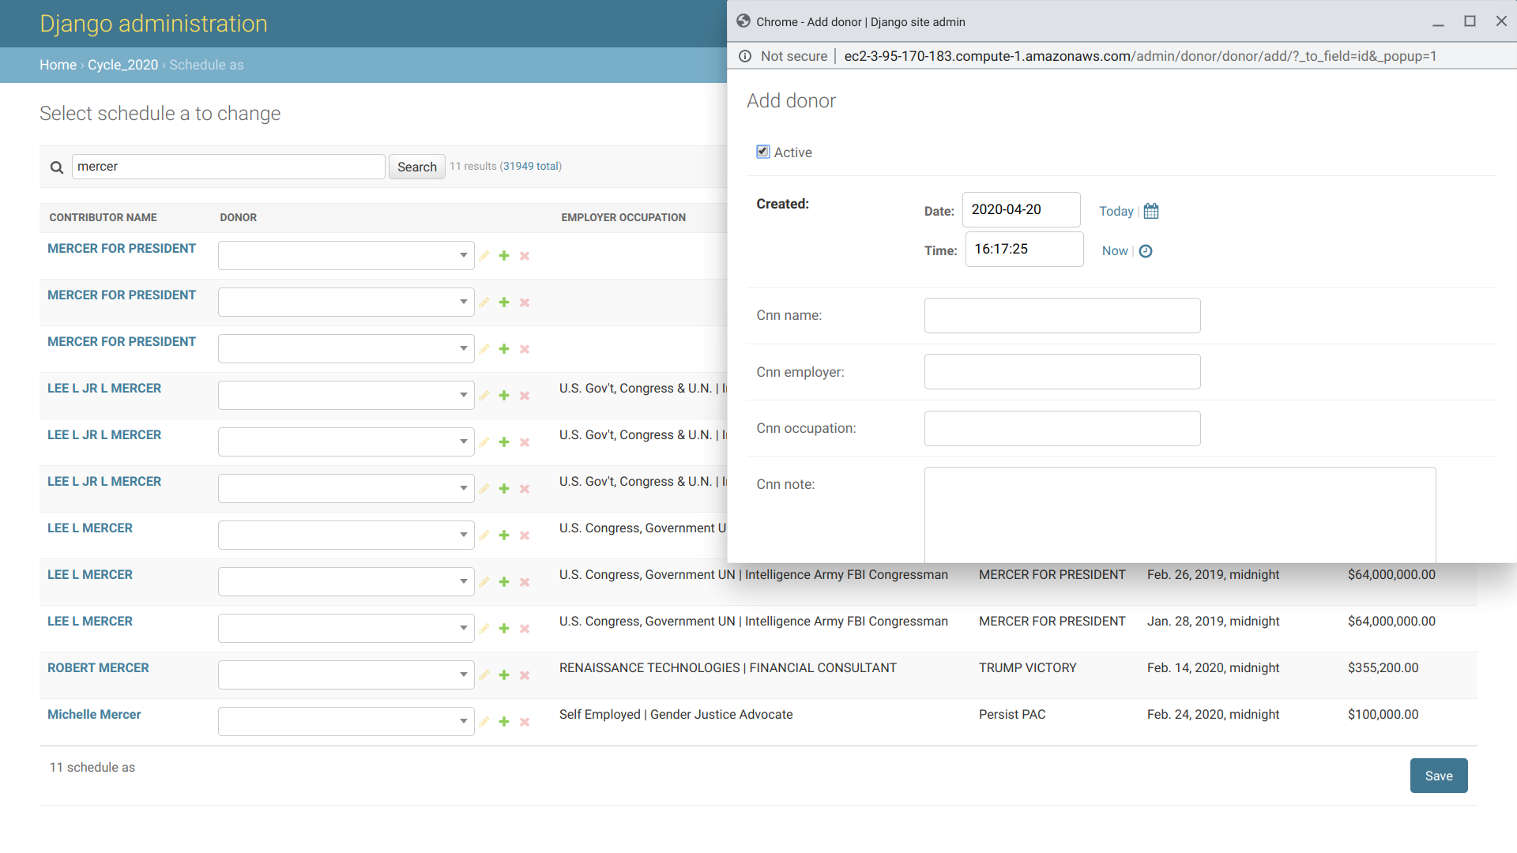 Django administration
Home › Cycle_2020 › Schedule as
Select schedule a to change
mercer
Search
11 results (31949 total)
CONTRIBUTOR NAME DONOR EMPLOYER OCCUPATION
MERCER FOR PRESIDENT
MERCER FOR PRESIDENT
MERCER FOR PRESIDENT
LEE L JR L MERCER U.S. Gov't, Congress & U.N. |
LEE L JR L MERCER U.S. Gov't, Congress & U.N. |
LEE L JR L MERCER U.S. Gov't, Congress & U.N. |
LEE L MERCER U.S. Congress, Government
LEE L MERCER U.S. Congress, Government UN | Intelligence Army FBI Congressman MERCER FOR PRESIDENT Feb. 26, 2019, midnight $64,000,000.00
LEE L MERCER U.S. Congress, Government UN | Intelligence Army FBI Congressman MERCER FOR PRESIDENT Jan. 28, 2019, midnight $64,000,000.00
ROBERT MERCER RENAISSANCE TECHNOLOGIES | FINANCIAL CONSULTANT TRUMP VICTORY Feb. 14, 2020, midnight $355,200.00
Michelle Mercer Self Employed | Gender Justice Advocate Persist PAC Feb. 24, 2020, midnight $100,000.00
11 schedule as
Save
Chrome - Add donor | Django site admin
Not secure | ec2-3-95-170-183.compute-1.amazonaws.com/admin/donor/donor/add/?_to_field=id&_popup=1
Add donor
Active
Created:
Date: 2020-04-20 Today |
Time: 16:17:25 Now |
Cnn name:
Cnn employer:
Cnn occupation:
Cnn note: